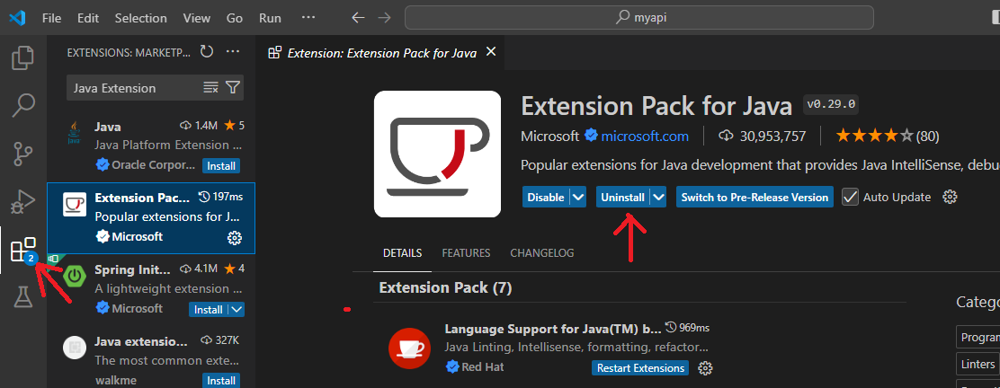 File Edit Selection View Go Run ··· myapi
EXTENSIONS: MARKETP... ···
Java Extension
Java 1.4M 5
Java Platform Extension ...
Oracle Corpor... Install
Extension Pac... 197ms
Popular extensions for J...
Microsoft
2
Spring Init... 4.1M 4
A lightweight extension ...
Microsoft Install
Java extensio... 327K
The most common exte...
walkme Install
Extension: Extension Pack for Java
Extension Pack for Java v0.29.0
Microsoft microsoft.com 30,953,757 (80)
Popular extensions for Java development that provides Java IntelliSense, debu
Disable Uninstall Switch to Pre-Release Version Auto Update
DETAILS FEATURES CHANGELOG
Extension Pack (7)
Language Support for Java(TM) b... 969ms
Java Linting, Intellisense, formatting, refactor...
Red Hat Restart Extensions
Catego
Program
Linters